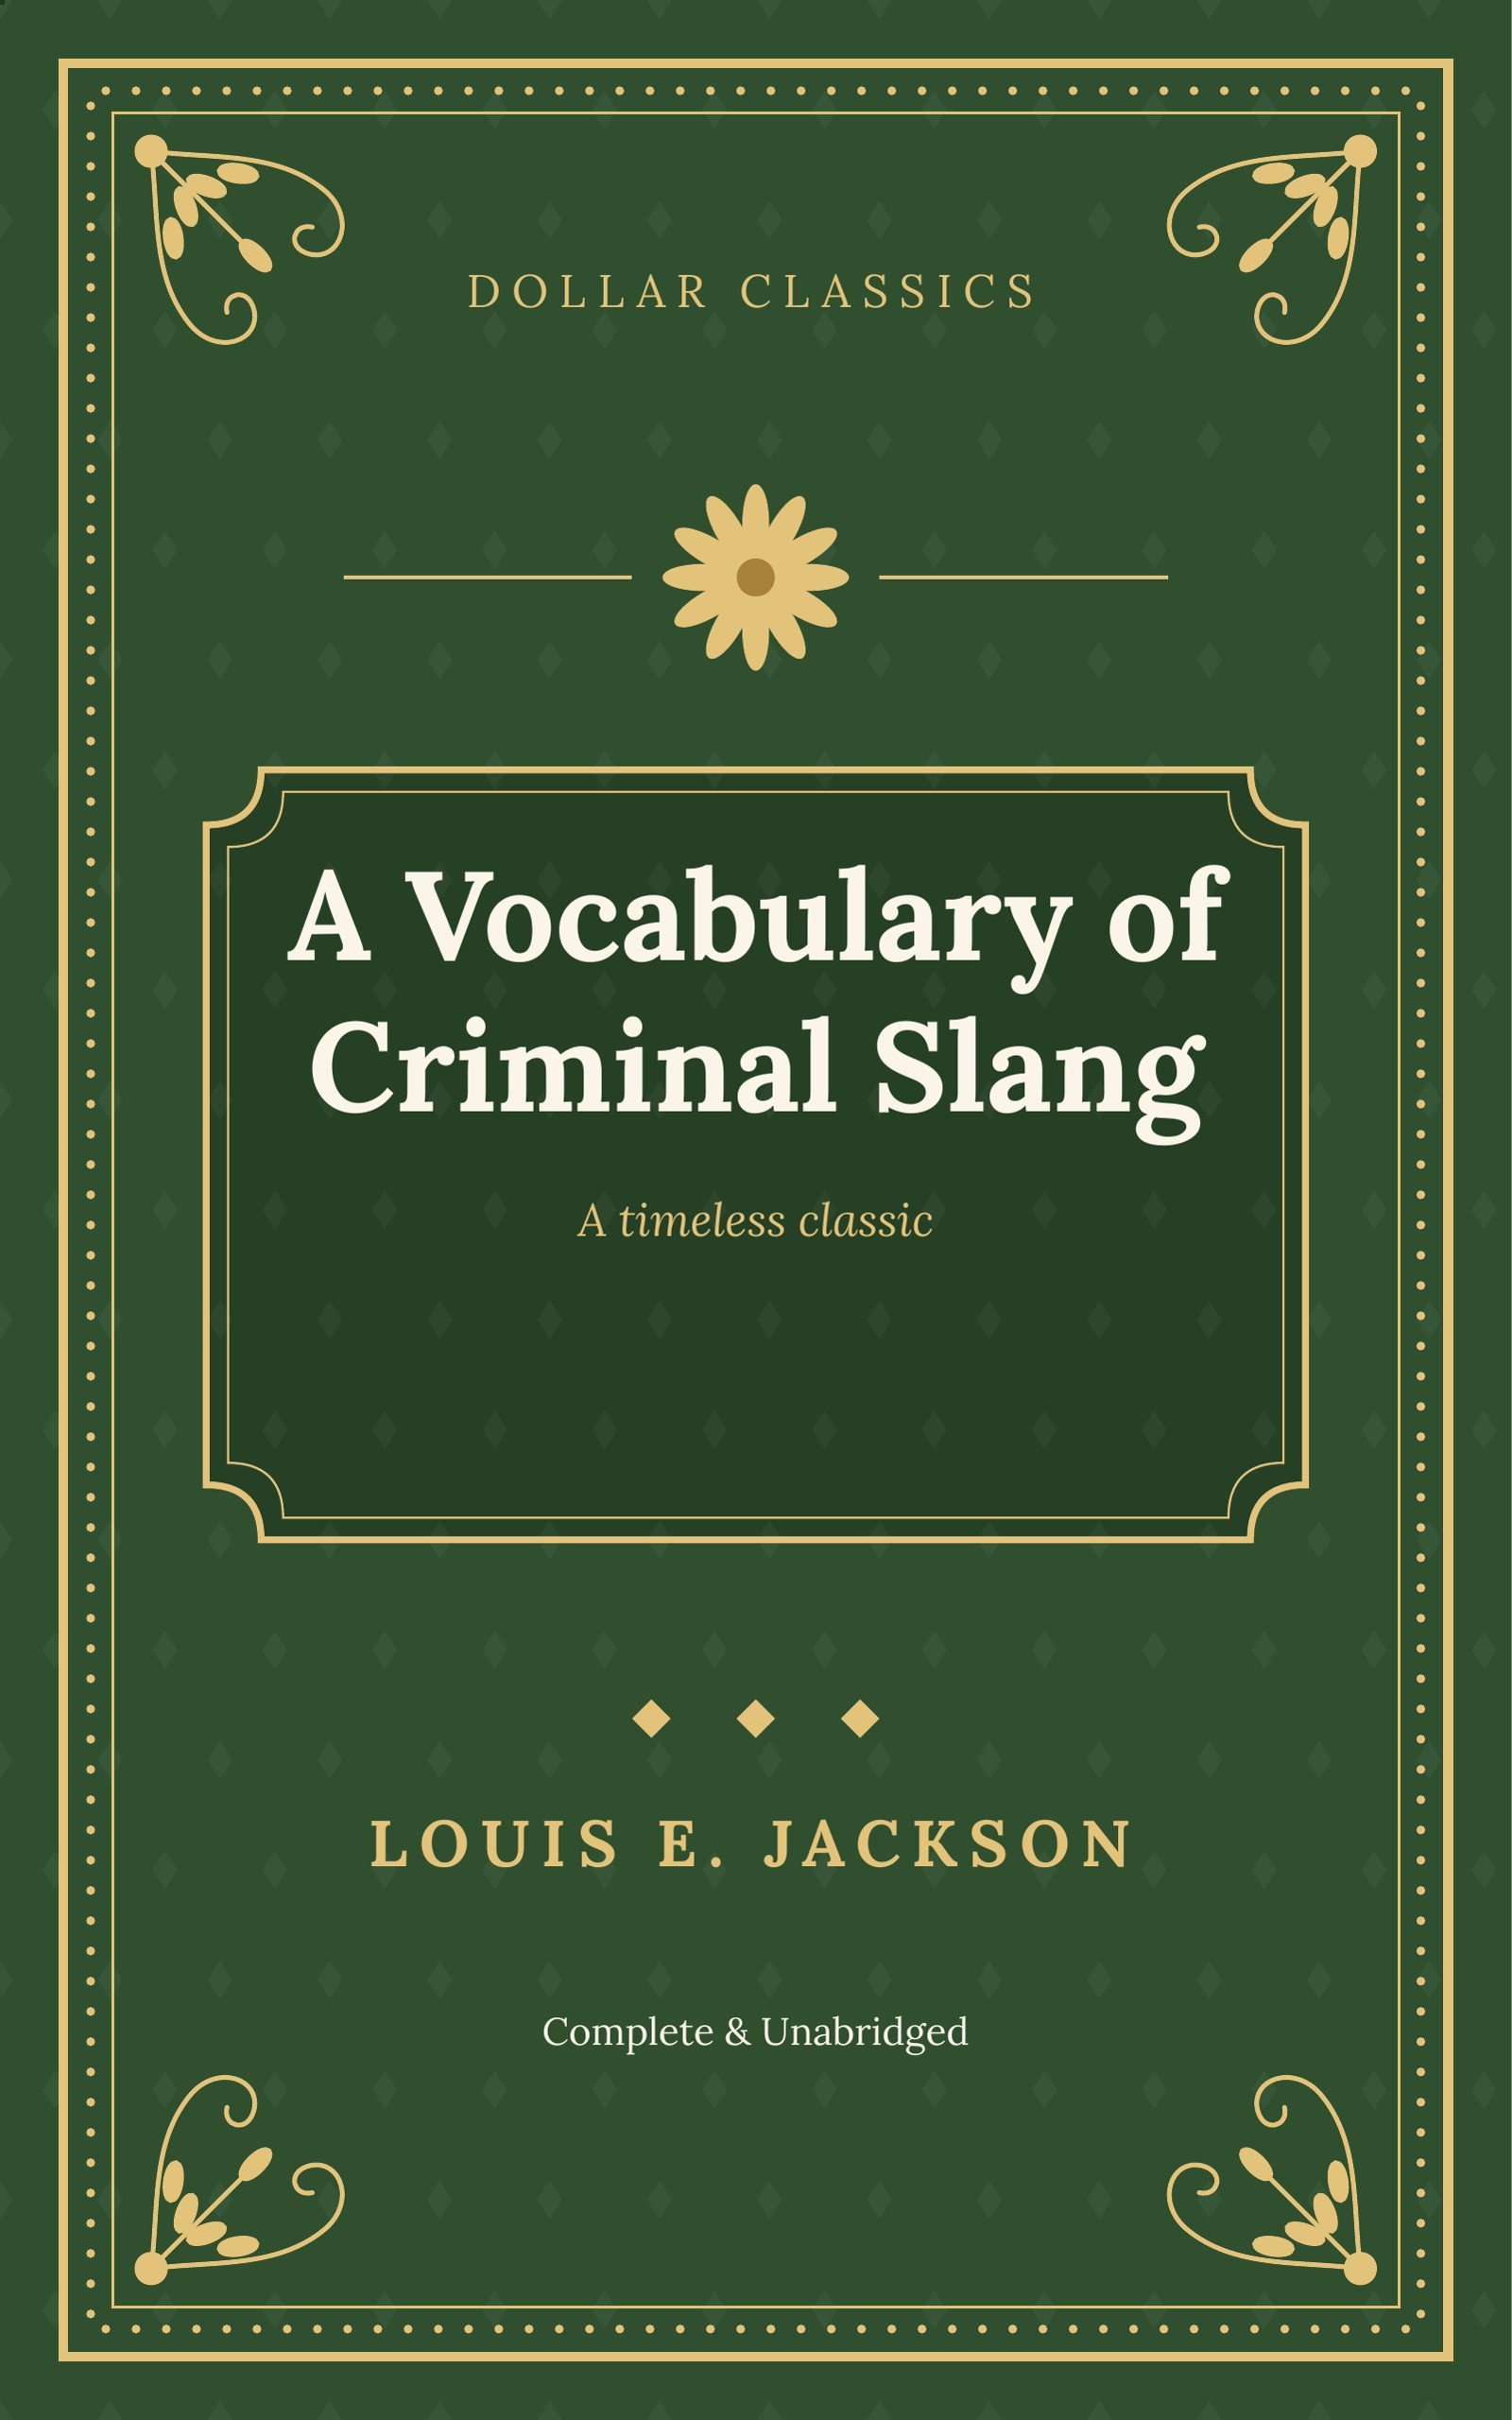 DOLLAR CLASSICS
A Vocabulary of
Criminal Slang
A timeless classic
LOUIS E. JACKSON
Complete & Unabridged